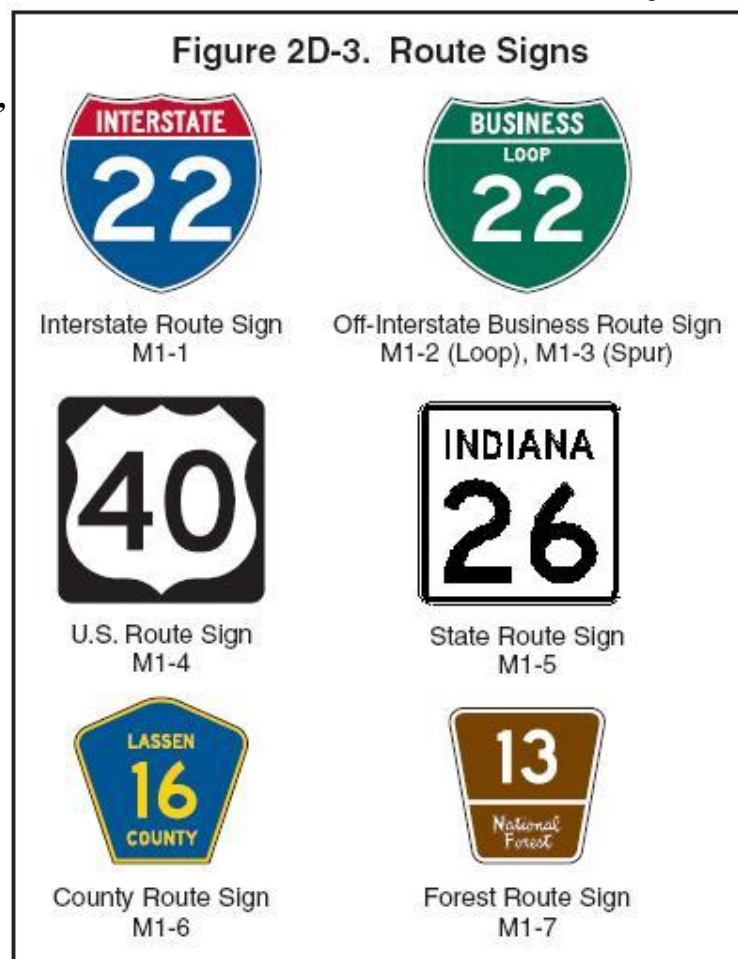 Figure 2D-3. Route Signs
INTERSTATE
22
Interstate Route Sign
M1-1
BUSINESS
LOOP
22
Off-Interstate Business Route Sign
M1-2 (Loop), M1-3 (Spur)
40
U.S. Route Sign
M1-4
INDIANA
26
State Route Sign
M1-5
LASSEN
16
COUNTY
County Route Sign
M1-6
13
National
Forest
Forest Route Sign
M1-7